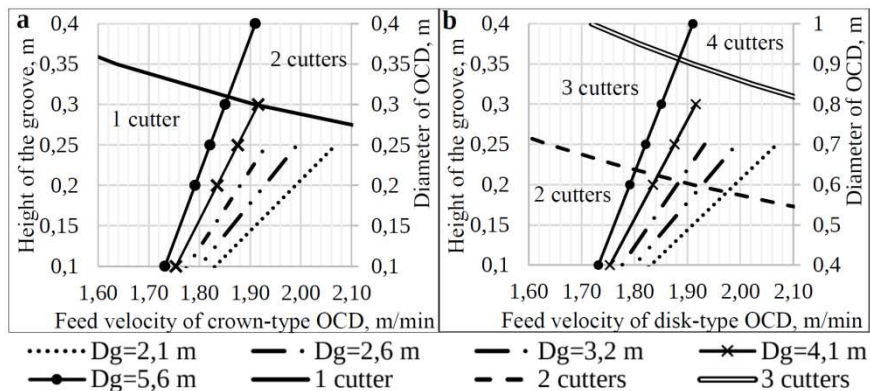 a
Height of the groove, m
0,4
0,35
0,3
0,25
0,2
0,15
0,1
2 cutters
1 cutter
0,4
0,35
0,3
0,25
0,2
0,15
0,1
Diameter of OCD, m
1,60 1,70 1,80 1,90 2,00 2,10
Feed velocity of crown-type OCD, m/min
b
Height of the groove, m
0,4
0,35
0,3
0,25
0,2
0,15
0,1
4 cutters
3 cutters
2 cutters
1
0,9
0,8
0,7
0,6
0,5
0,4
Diameter of OCD, m
1,60 1,70 1,80 1,90 2,00 2,10
Feed velocity of disk-type OCD, m/min
Dg=2,1 m Dg=2,6 m Dg=3,2 m Dg=4,1 m
Dg=5,6 m 1 cutter 2 cutters 3 cutters